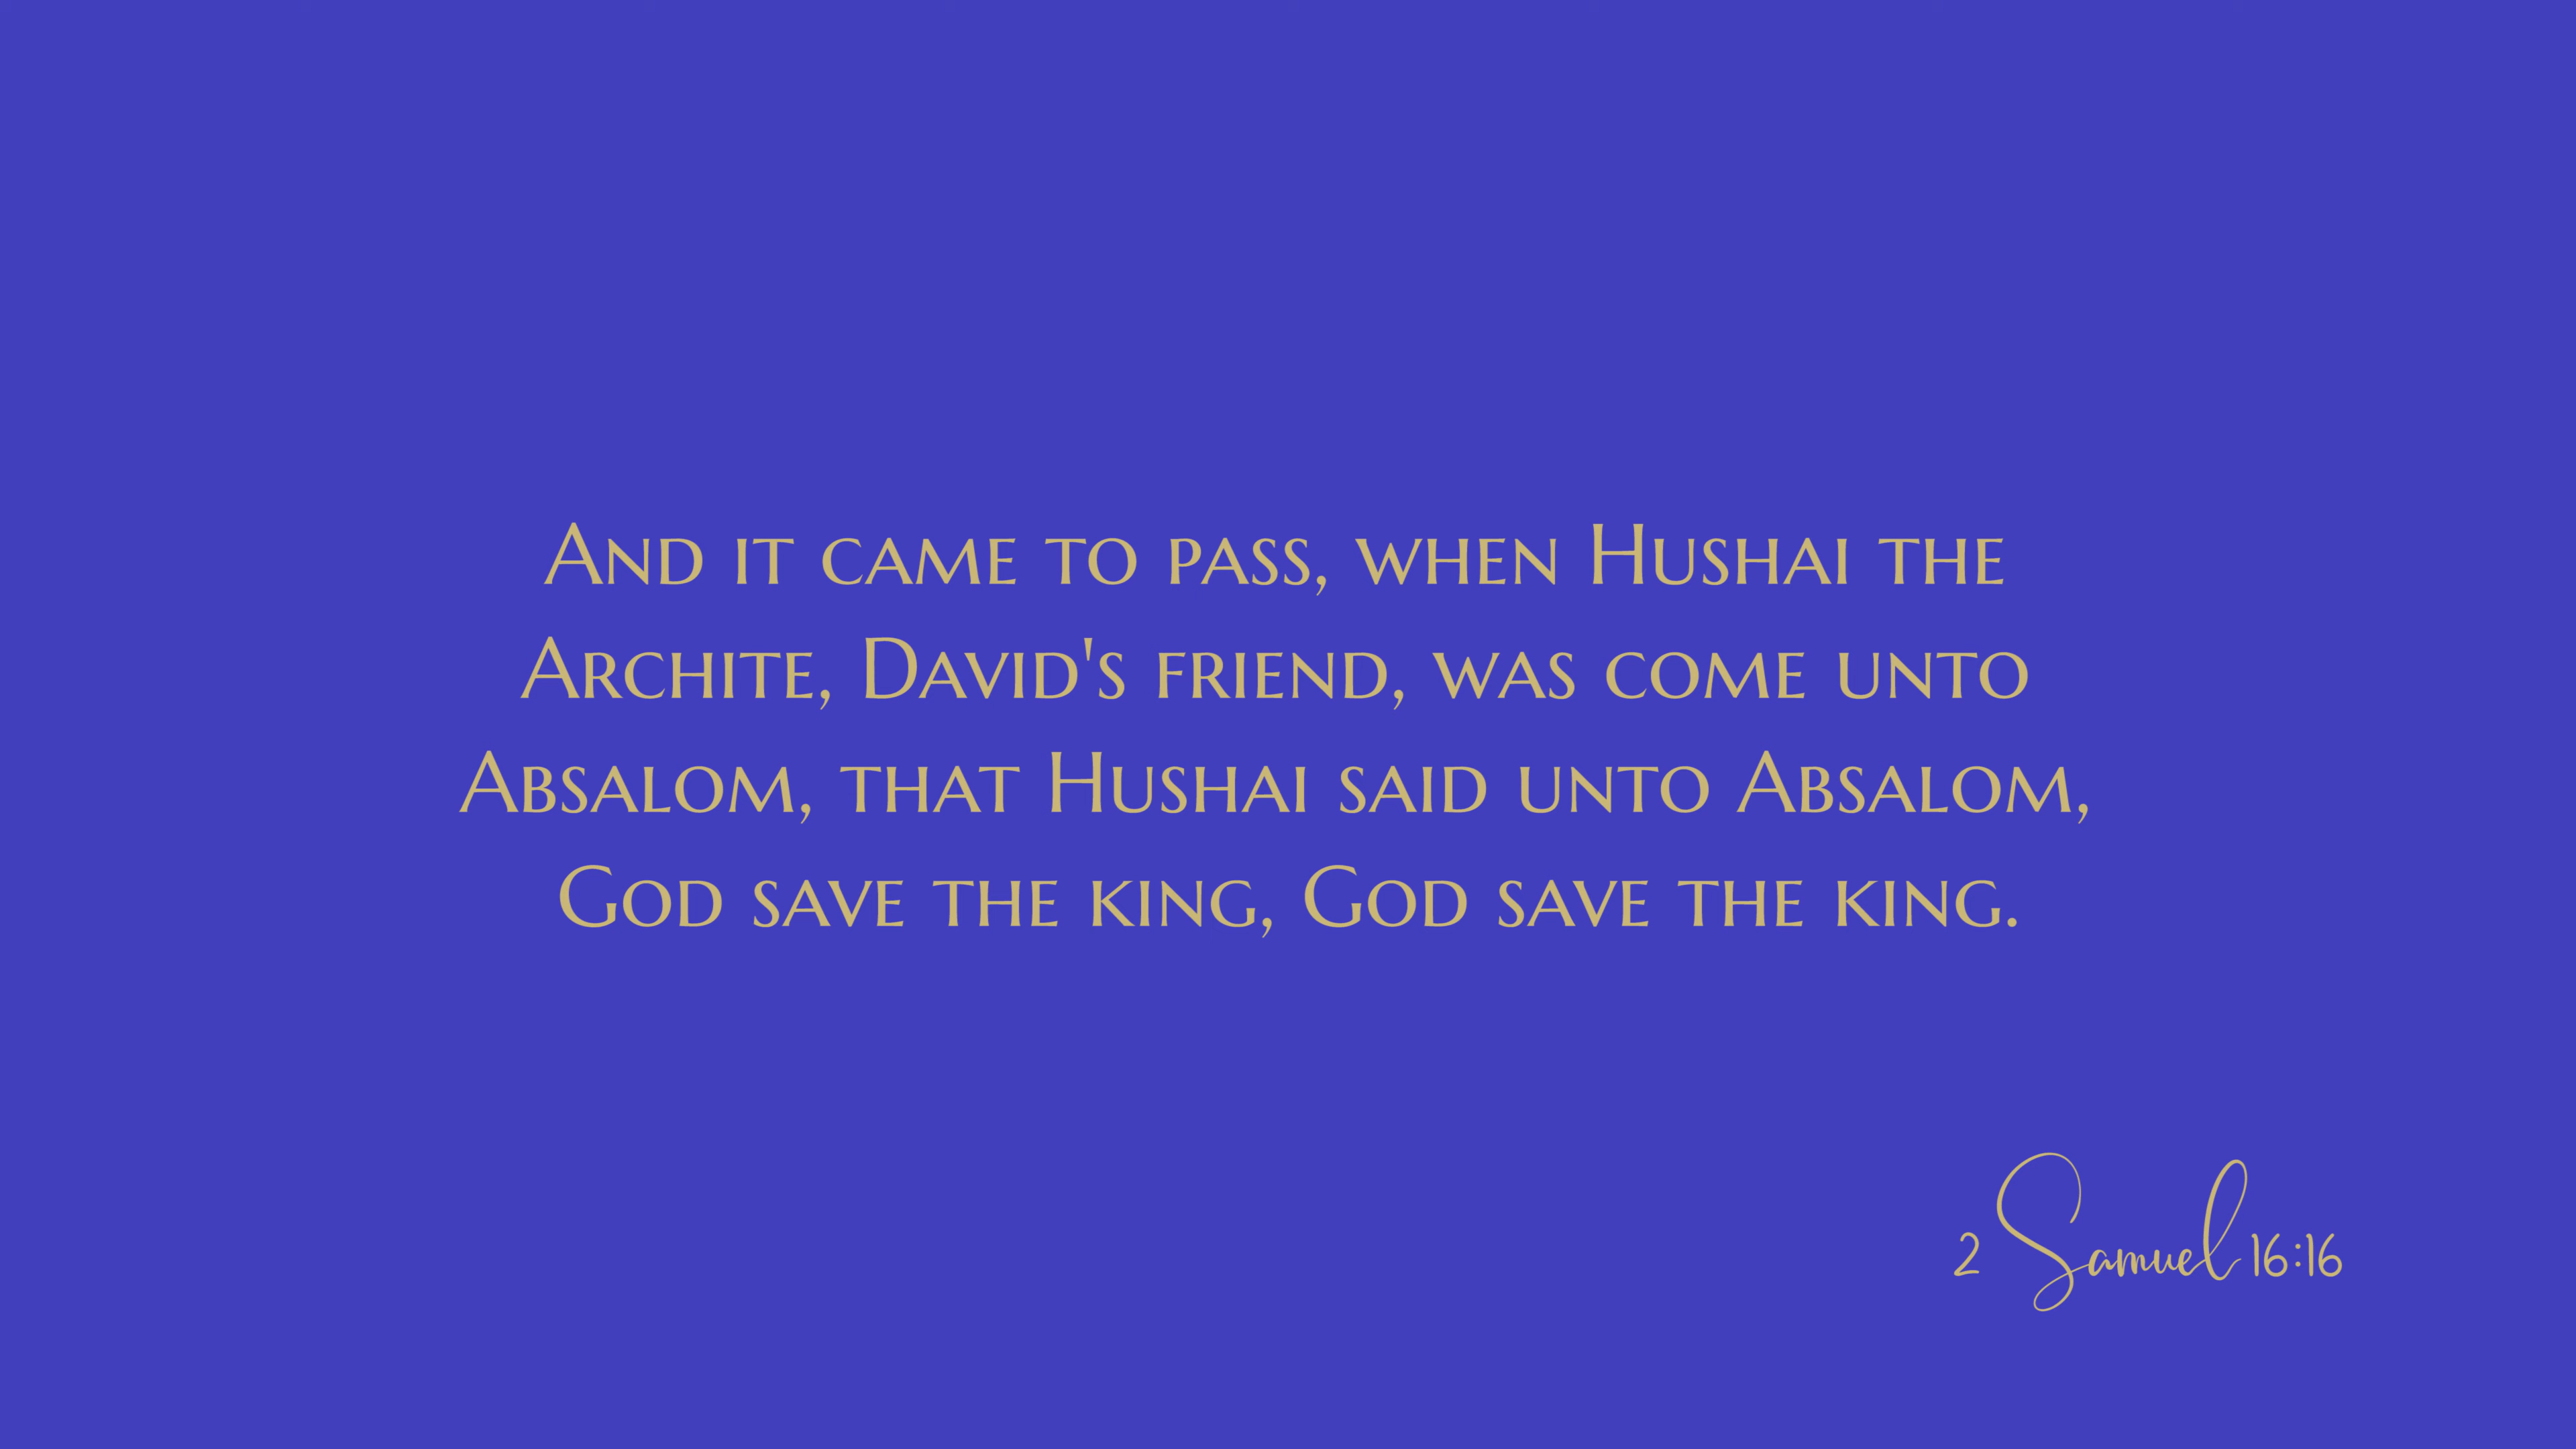 And it came to pass, when Hushai the
Archite, David's friend, was come unto
Absalom, that Hushai said unto Absalom,
God save the king, God save the king.
2 Samuel 16:16